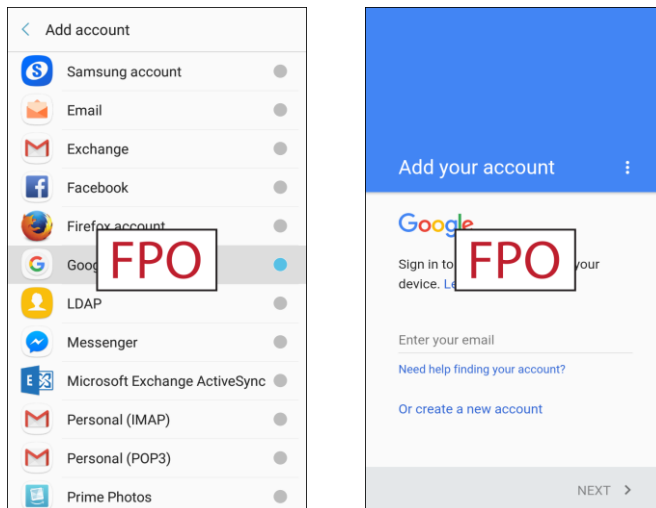 Add account
Samsung account
Email
Exchange
Facebook
Firefox account
Goo
FPO
LDAP
Messenger
Microsoft Exchange ActiveSync
Personal (IMAP)
Personal (POP3)
Prime Photos
Add your account
Google
Sign in to your
FPO
device.
Enter your email
Need help finding your account?
Or create a new account
NEXT